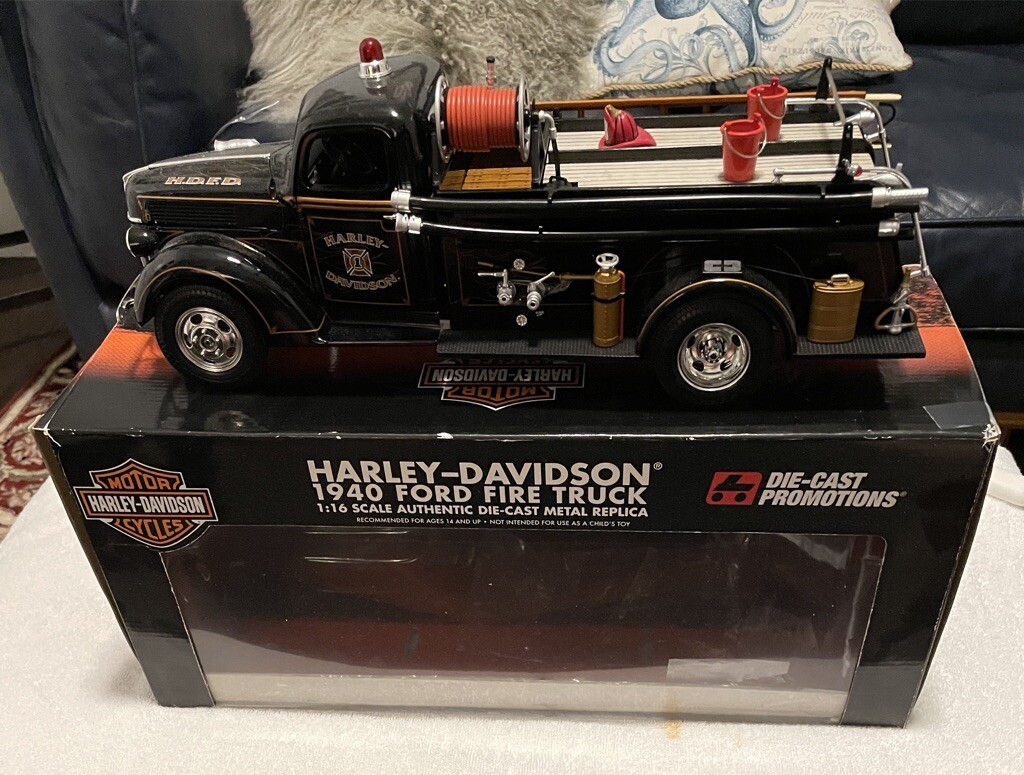 H.D.F.D
HARLEY-
1
DAVIDSON
HARLEY-DAVIDSON
MOTOR
HARLEY-DAVIDSON®
1940 FORD FIRE TRUCK
1:16 SCALE AUTHENTIC DIE-CAST METAL REPLICA
RECOMMENDED FOR AGES 14 AND UP • NOT INTENDED FOR USE AS A CHILD'S TOY
MOTOR
HARLEY-DAVIDSON
CYCLES
DIE-CAST
PROMOTIONS®